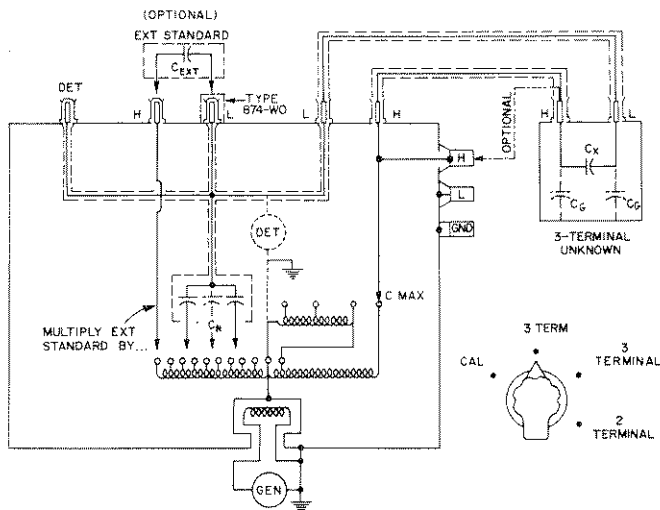 (OPTIONAL)
EXT STANDARD
C EXT
DET
H
L
TYPE
874-WO
L
H
H
L
OPTIONAL
H
L
GND
CX
CG
CG
3-TERMINAL
UNKNOWN
DET
C MAX
CN
MULTIPLY EXT
STANDARD BY...
GEN
3 TERM
CAL
3
TERMINAL
2
TERMINAL